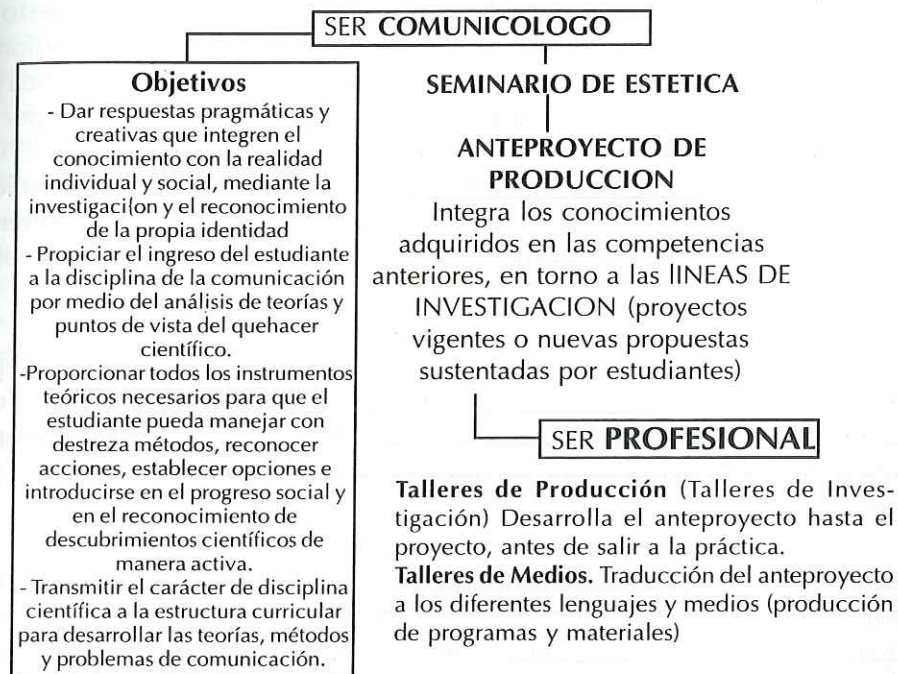 SER COMUNICOLOGO
Objetivos
- Dar respuestas pragmáticas y
creativas que integren el
conocimiento con la realidad
individual y social, mediante la
investigaci{on y el reconocimiento
de la propia identidad
- Propiciar el ingreso del estudiante
a la disciplina de la comunicación
por medio del análisis de teorías y
puntos de vista del quehacer
científico.
-Proporcionar todos los instrumentos
teóricos necesarios para que el
estudiante pueda manejar con
destreza métodos, reconocer
acciones, establecer opciones e
introducirse en el progreso social y
en el reconocimiento de
descubrimientos científicos de
manera activa.
- Transmitir el carácter de disciplina
científica a la estructura curricular
para desarrollar las teorías, métodos
y problemas de comunicación.
SEMINARIO DE ESTETICA
ANTEPROYECTO DE
PRODUCCION
Integra los conocimientos
adquiridos en las competencias
anteriores, en torno a las lINEAS DE
INVESTIGACION (proyectos
vigentes o nuevas propuestas
sustentadas por estudiantes)
SER PROFESIONAL
Talleres de Producción (Talleres de Inves-
tigación) Desarrolla el anteproyecto hasta el
proyecto, antes de salir a la práctica.
Talleres de Medios. Traducción del anteproyecto
a los diferentes lenguajes y medios (producción
de programas y materiales)